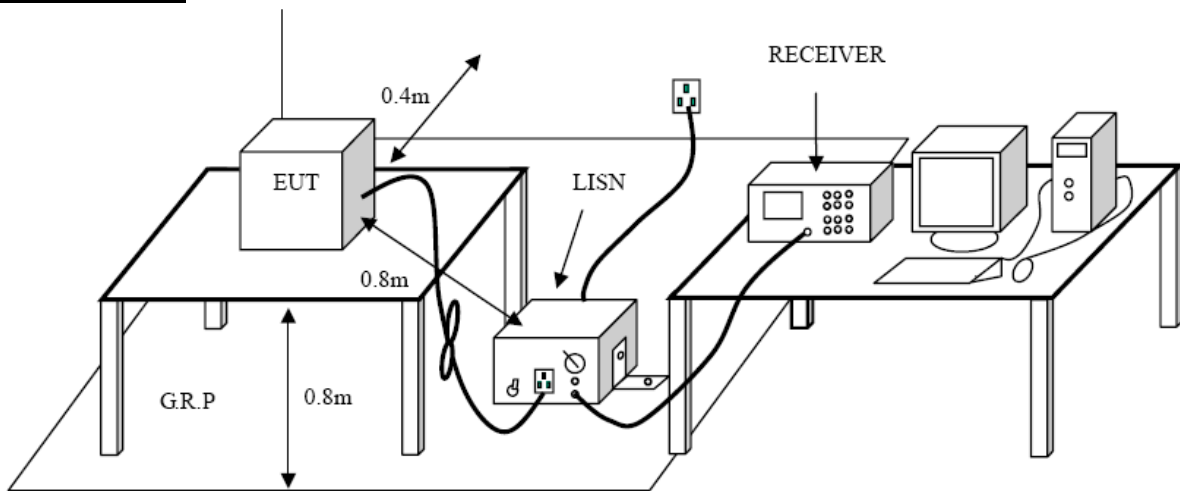 RECEIVER
0.4m
EUT
LISN
0.8m
G.R.P
0.8m